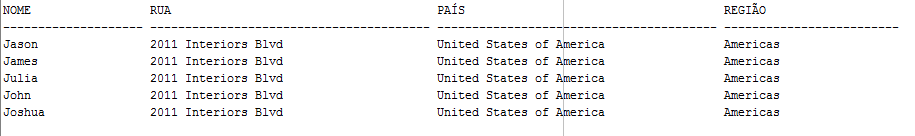 NOME RUA PAÍS REGIÃO
-------------------- ---------------------------------------- ---------------------------------------- -------------------------
Jason 2011 Interiors Blvd United States of America Americas
James 2011 Interiors Blvd United States of America Americas
Julia 2011 Interiors Blvd United States of America Americas
John 2011 Interiors Blvd United States of America Americas
Joshua 2011 Interiors Blvd United States of America Americas